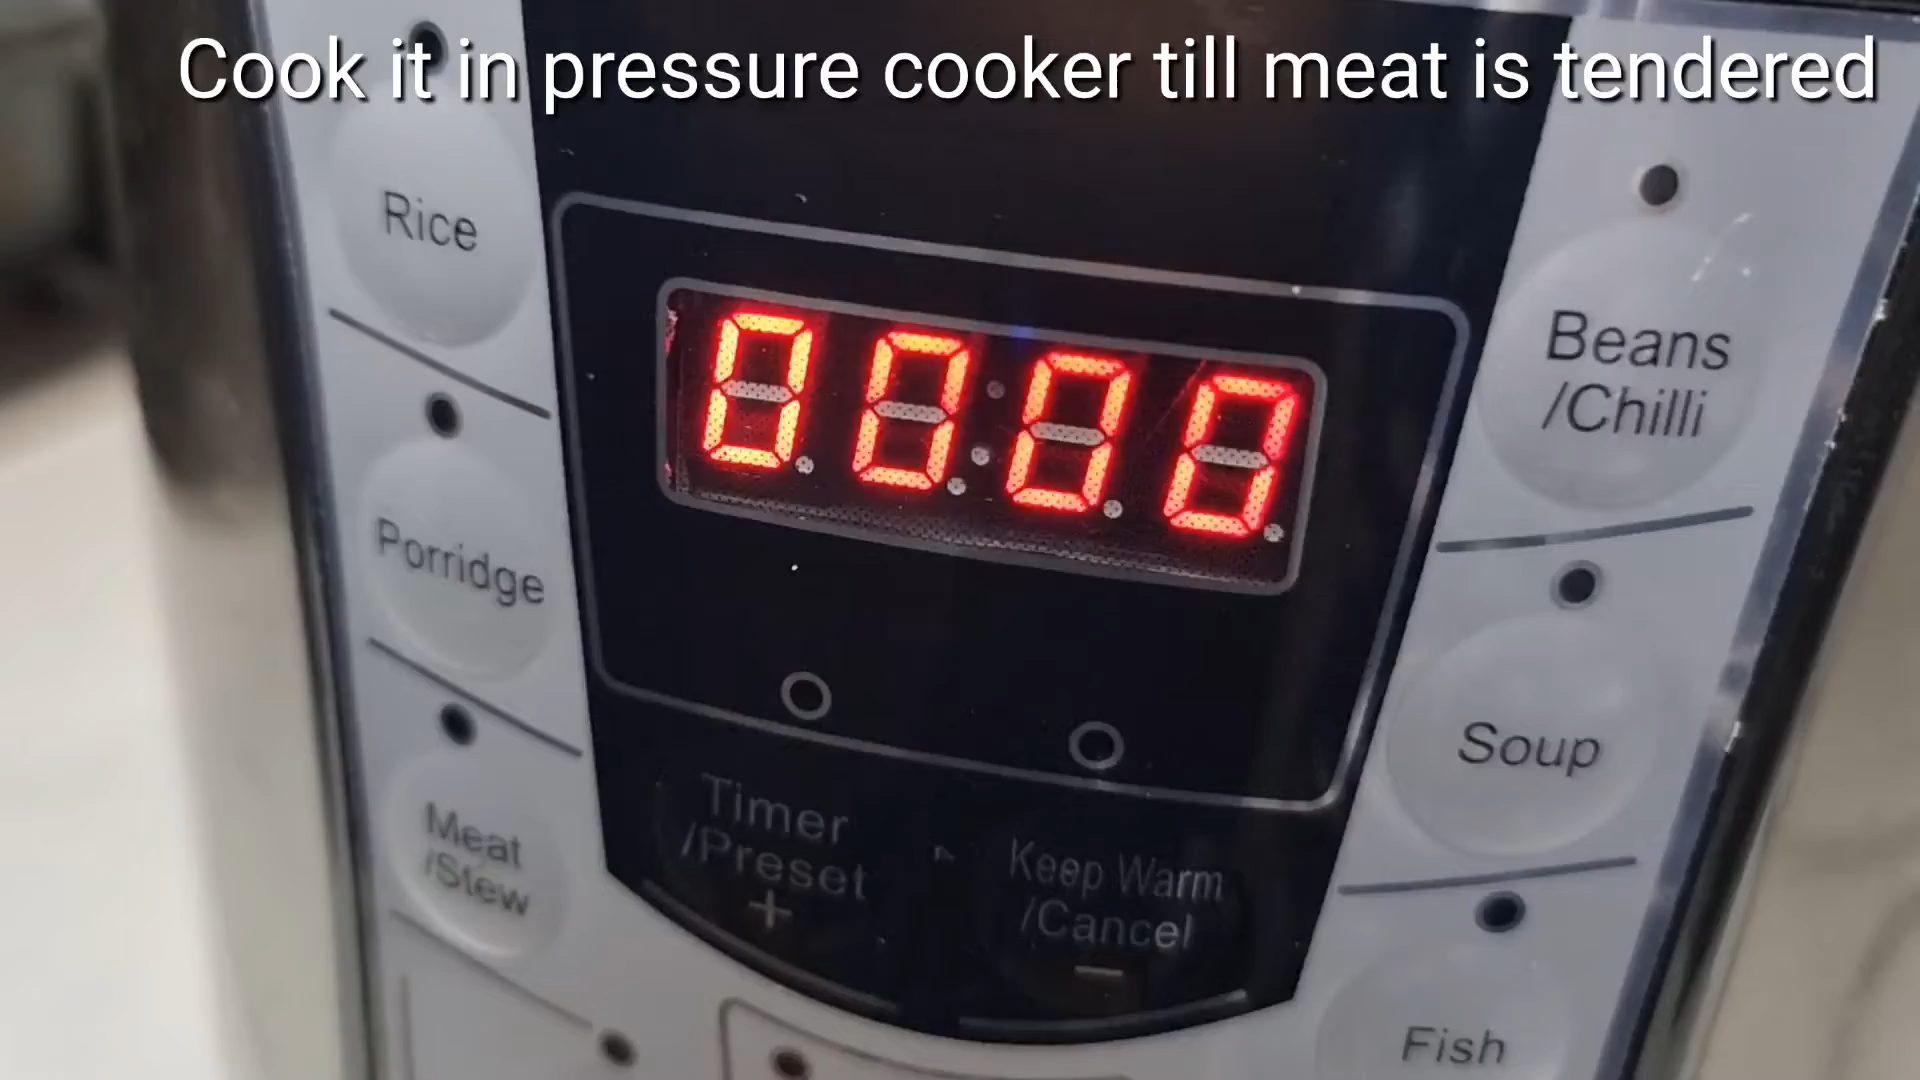 Cook it in pressure cooker till meat is tendered
Rice
Porridge
Meat
/Stew
0000
Timer
/Preset
+
Keep Warm
/Cancel
−
Beans
/Chilli
Soup
Fish